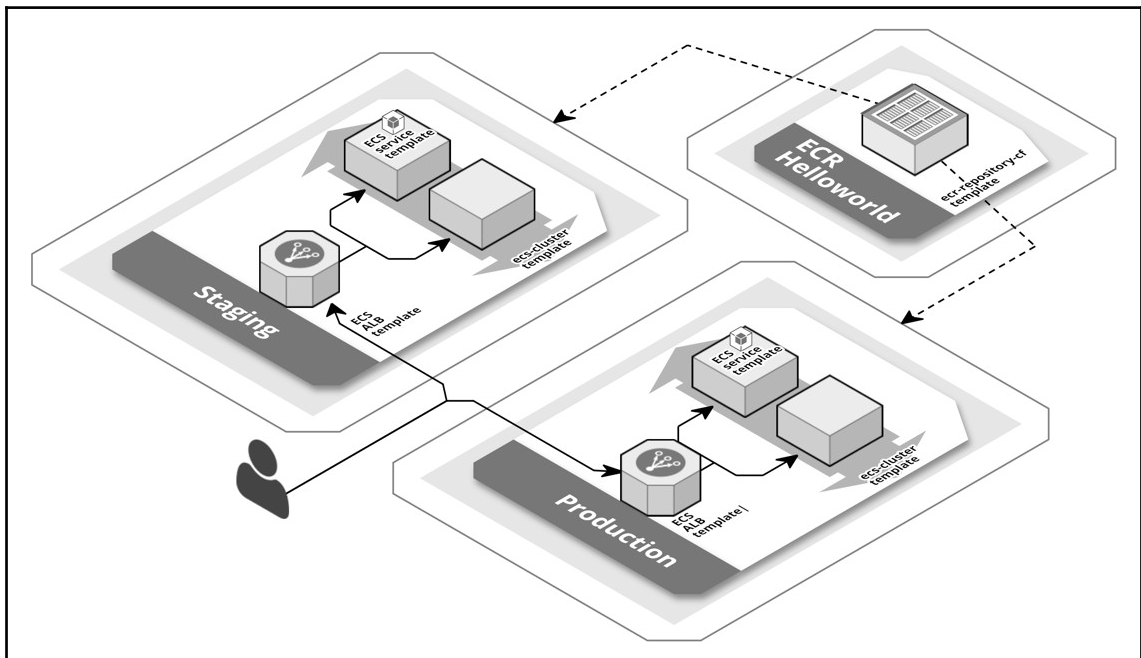 ECS
service
template
ecs-cluster
template
Staging
ECS
ALB
template
ECR
Helloworld
ecr-repository-cf
template
ECS
service
template
ecs-cluster
template
Production
ECS
ALB
template|